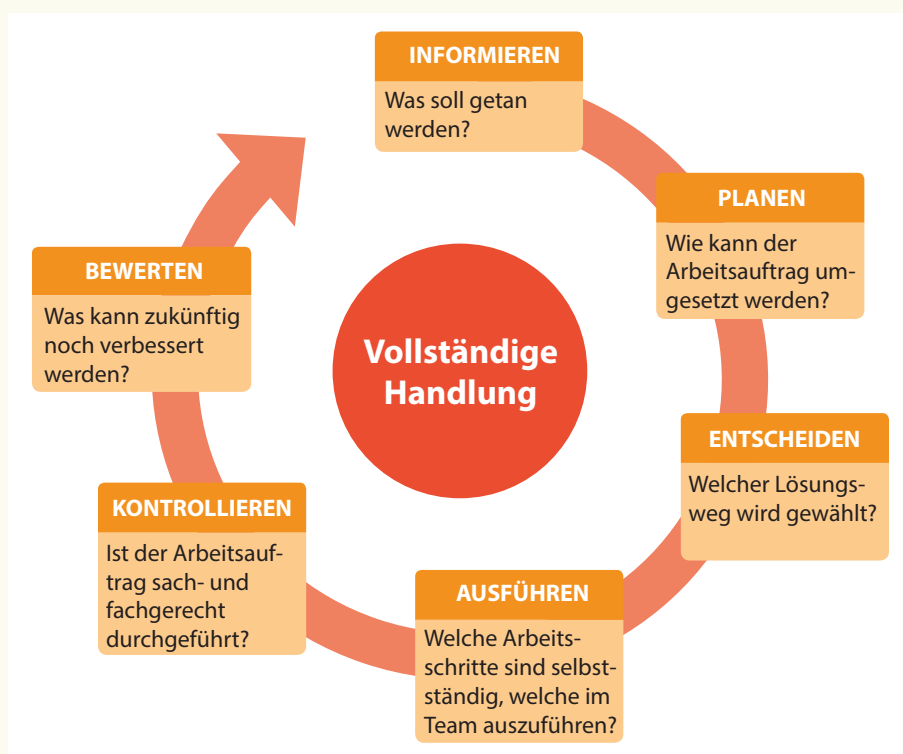 INFORMIEREN
Was soll getan
werden?
PLANEN
Wie kann der
Arbeitsauftrag um-
gesetzt werden?
ENTSCHEIDEN
Welcher Lösungs-
weg wird gewählt?
AUSFÜHREN
Welche Arbeits-
schritte sind selbst-
ständig, welche im
Team auszuführen?
KONTROLLIEREN
Ist der Arbeitsauf-
trag sach- und
fachgerecht
durchgeführt?
BEWERTEN
Was kann zukünftig
noch verbessert
werden?
Vollständige
Handlung